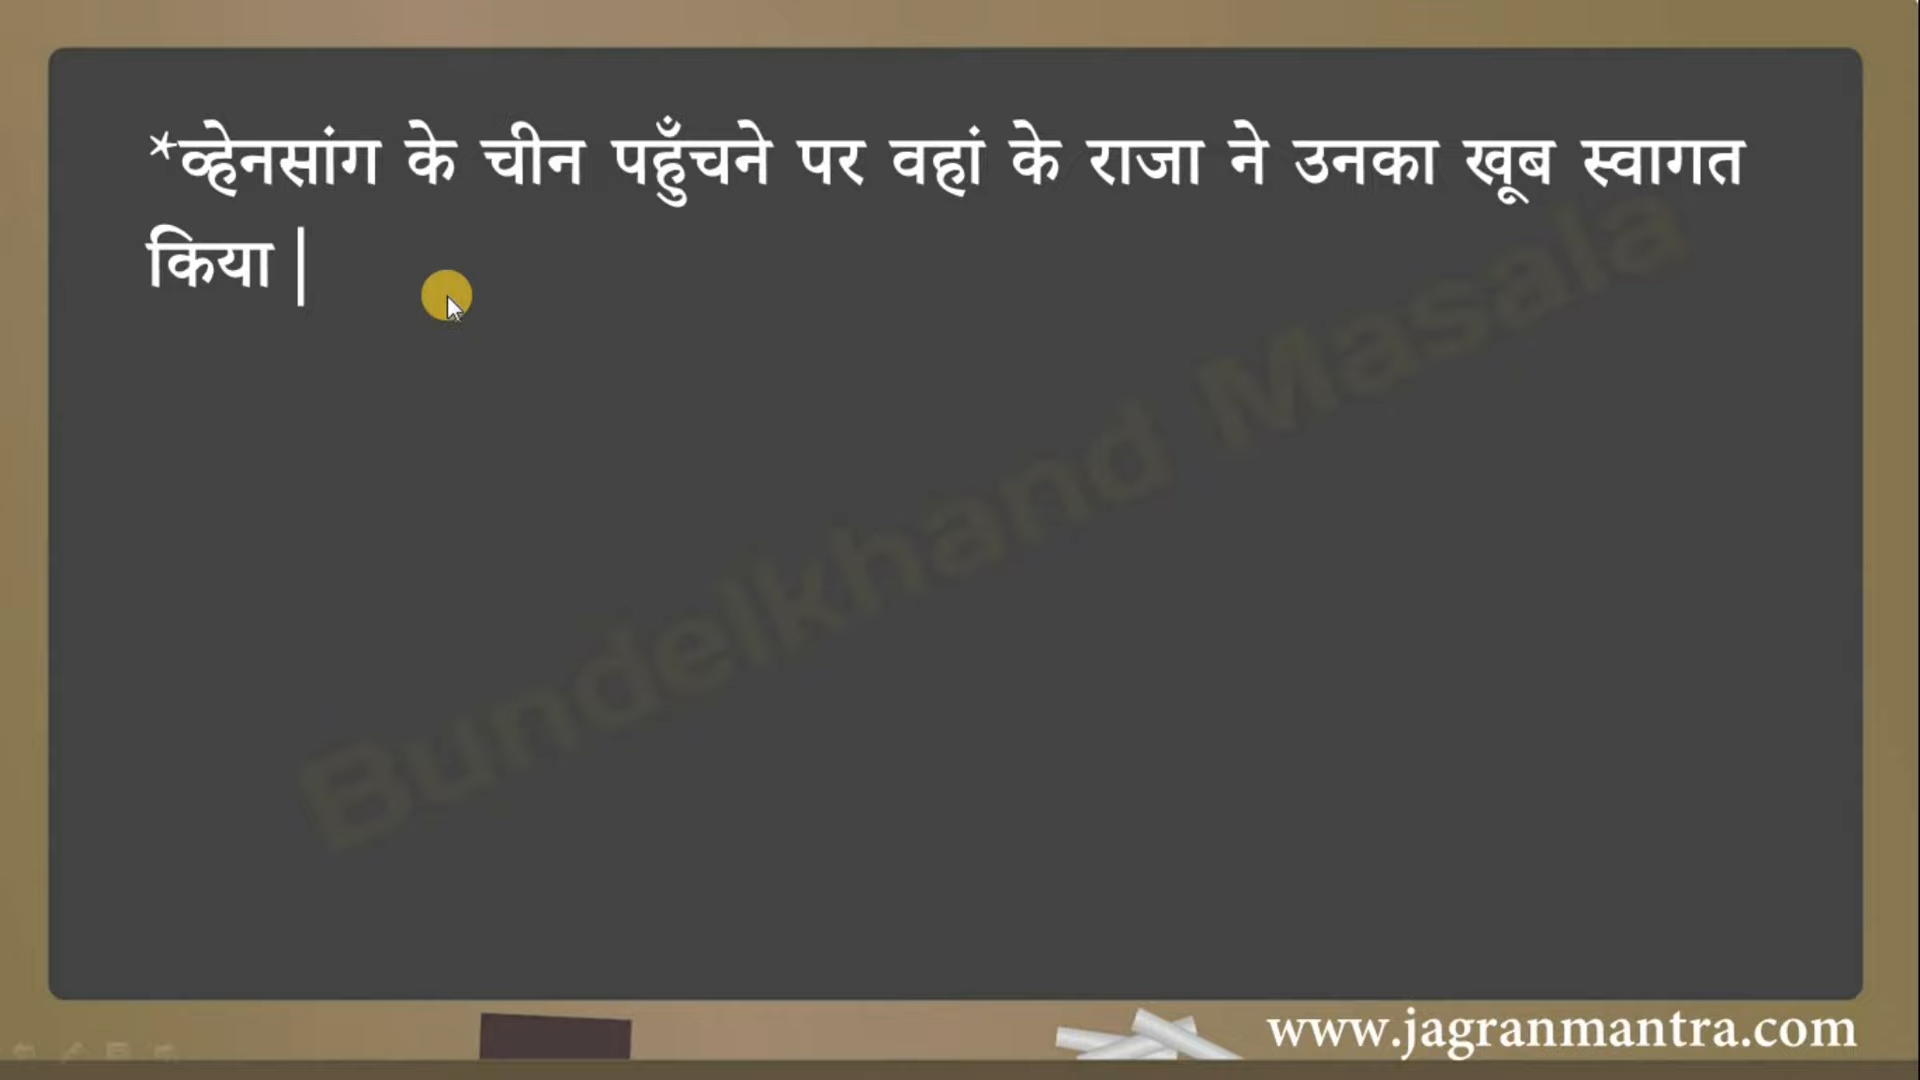 *व्हेनसांग के चीन पहुँचने पर वहां के राजा ने उनका खूब स्वागत
किया |
Bundelkhand Masala
www.jagranmantra.com